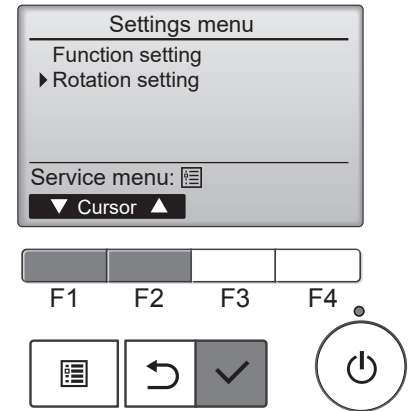 Settings menu
Function setting
Rotation setting
Service menu:
Cursor
F1 F2 F3 F4